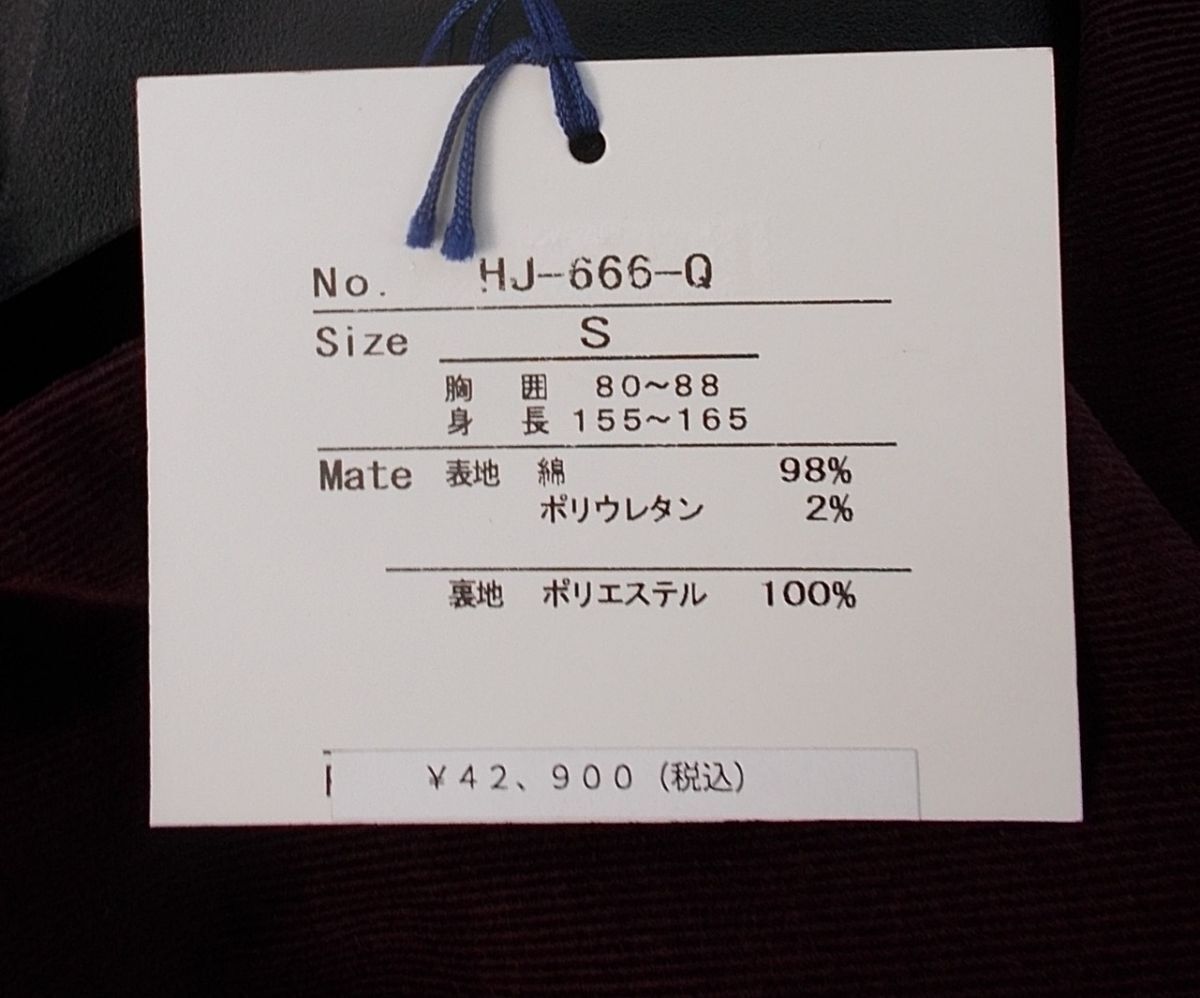 No. HJ-666-Q
Size S
胸 囲 80～88
身 長 155～165
Mate 表地 綿 98%
ポリウレタン 2%
裏地 ポリエステル 100%
￥42、900（税込）